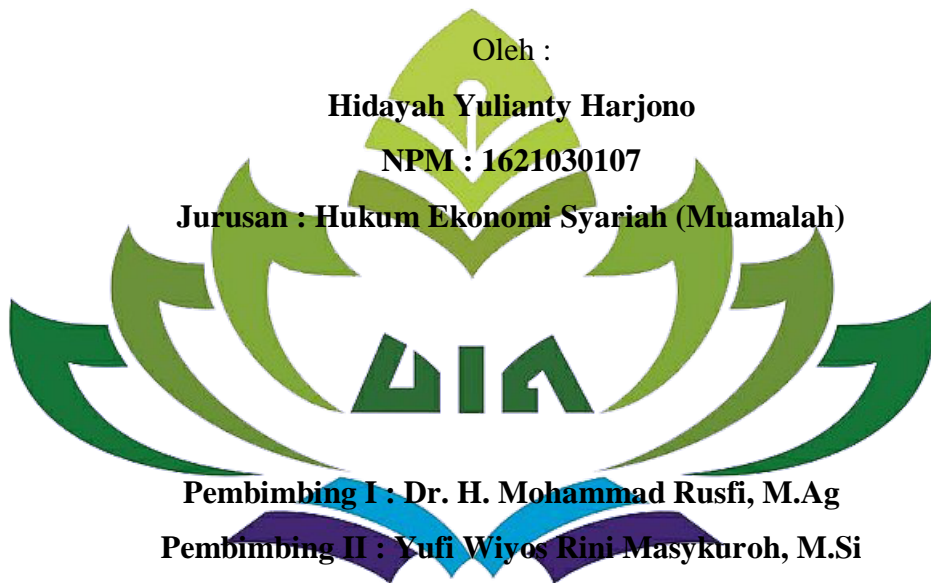 Oleh :
Hidayah Yulianty Harjono
NPM : 1621030107
Jurusan : Hukum Ekonomi Syariah (Muamalah)
UIN
Pembimbing I : Dr. H. Mohammad Rusfi, M.Ag
Pembimbing II : Yufi Wiyos Rini Masykuroh, M.Si